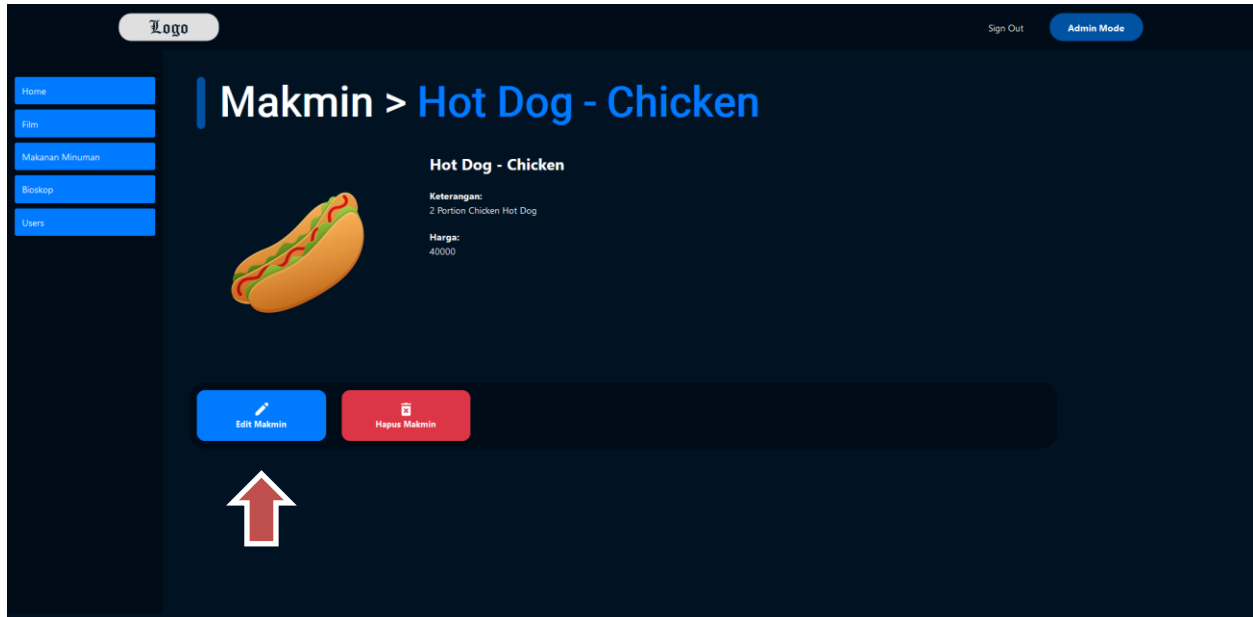 Logo
Sign Out
Admin Mode
Home
Film
Makanan Minuman
Bioskop
Users
Makmin > Hot Dog - Chicken
Hot Dog - Chicken
Keterangan:
2 Portion Chicken Hot Dog
Harga:
40000
Edit Makmin
Hapus Makmin